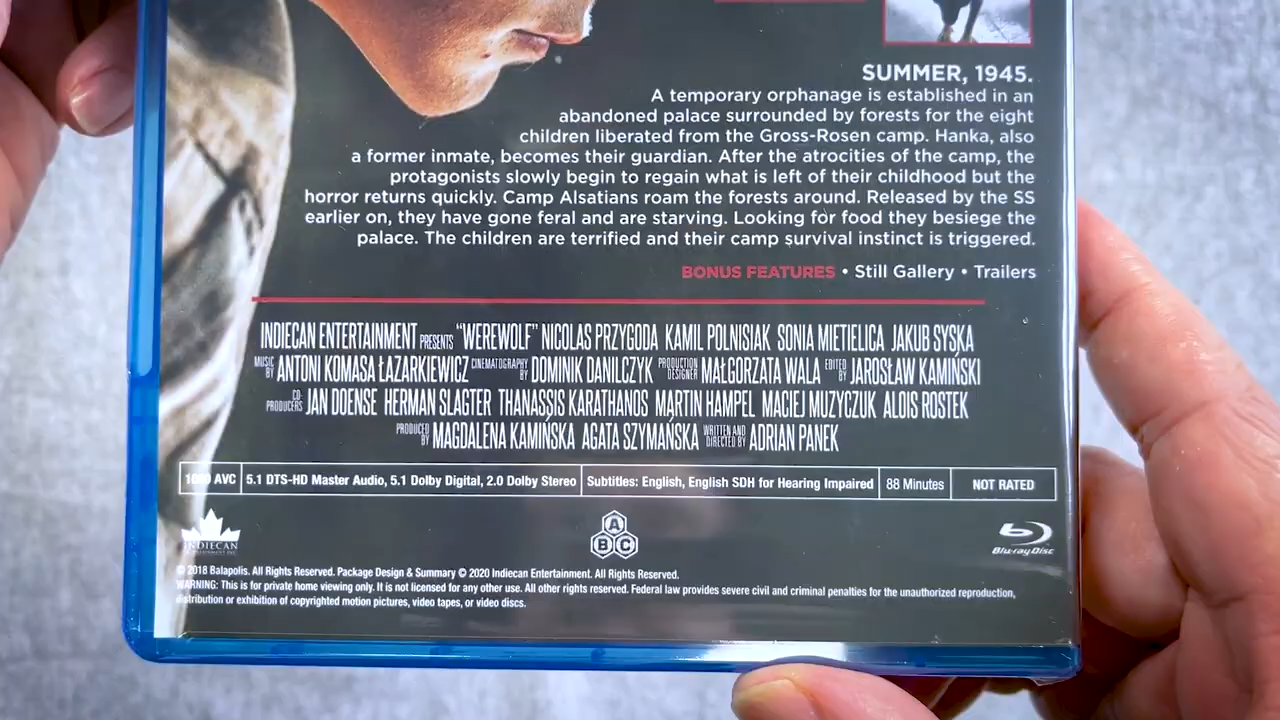 SUMMER, 1945.
A temporary orphanage is established in an
abandoned palace surrounded by forests for the eight
children liberated from the Gross-Rosen camp. Hanka, also
a former inmate, becomes their guardian. After the atrocities of the camp, the
protagonists slowly begin to regain what is left of their childhood but the
horror returns quickly. Camp Alsatians roam the forests around. Released by the SS
earlier on, they have gone feral and are starving. Looking for food they besiege the
palace. The children are terrified and their camp survival instinct is triggered.
BONUS FEATURES • Still Gallery • Trailers
INDIECAN ENTERTAINMENT PRESENTS "WEREWOLF" NICOLAS PRZYGODA KAMIL POLNISIAK SONIA MIETIELICA JAKUB SYSKA
MUSIC BY ANTONI KOMASA ŁAZARKIEWICZ CINEMATOGRAPHY BY DOMINIK DANILCZYK PRODUCTION DESIGNER MAŁGORZATA WALA EDITED BY JAROSŁAW KAMIŃSKI
CO-PRODUCERS JAN DOENSE HERMAN SLAGTER THANASSIS KARATHANOS MARTIN HAMPEL MACIEJ MUZYCZUK ALOIS ROSTEK
PRODUCED BY MAGDALENA KAMIŃSKA AGATA SZYMAŃSKA WRITTEN AND DIRECTED BY ADRIAN PANEK
1080 AVC 5.1 DTS-HD Master Audio, 5.1 Dolby Digital, 2.0 Dolby Stereo Subtitles: English, English SDH for Hearing Impaired 88 Minutes NOT RATED
INDIECAN
A B C
Blu-ray Disc
© 2018 Balapolis. All Rights Reserved. Package Design & Summary © 2020 Indiecan Entertainment. All Rights Reserved.
WARNING: This is for private home viewing only. It is not licensed for any other use. All other rights reserved. Federal law provides severe civil and criminal penalties for the unauthorized reproduction,
distribution or exhibition of copyrighted motion pictures, video tapes, or video discs.